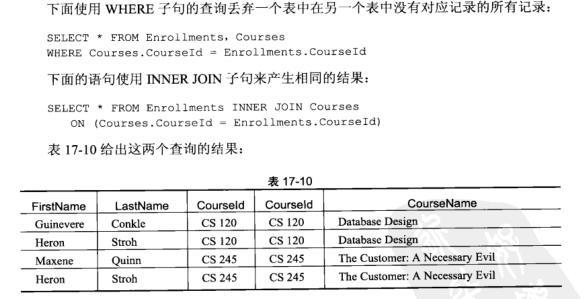 下面使用 WHERE 子句的查询丢弃一个表中在另一个表中没有对应记录的所有记录：
SELECT * FROM Enrollments, Courses
WHERE Courses.CourseId = Enrollments.CourseId
下面的语句使用 INNER JOIN 子句来产生相同的结果：
SELECT * FROM Enrollments INNER JOIN Courses
ON (Courses.CourseId = Enrollments.CourseId)
表 17-10 给出这两个查询的结果：
表 17-10
FirstName LastName CourseId CourseId CourseName
Guinevere Conkle CS 120 CS 120 Database Design
Heron Stroh CS 120 CS 120 Database Design
Maxene Quinn CS 245 CS 245 The Customer: A Necessary Evil
Heron Stroh CS 245 CS 245 The Customer: A Necessary Evil